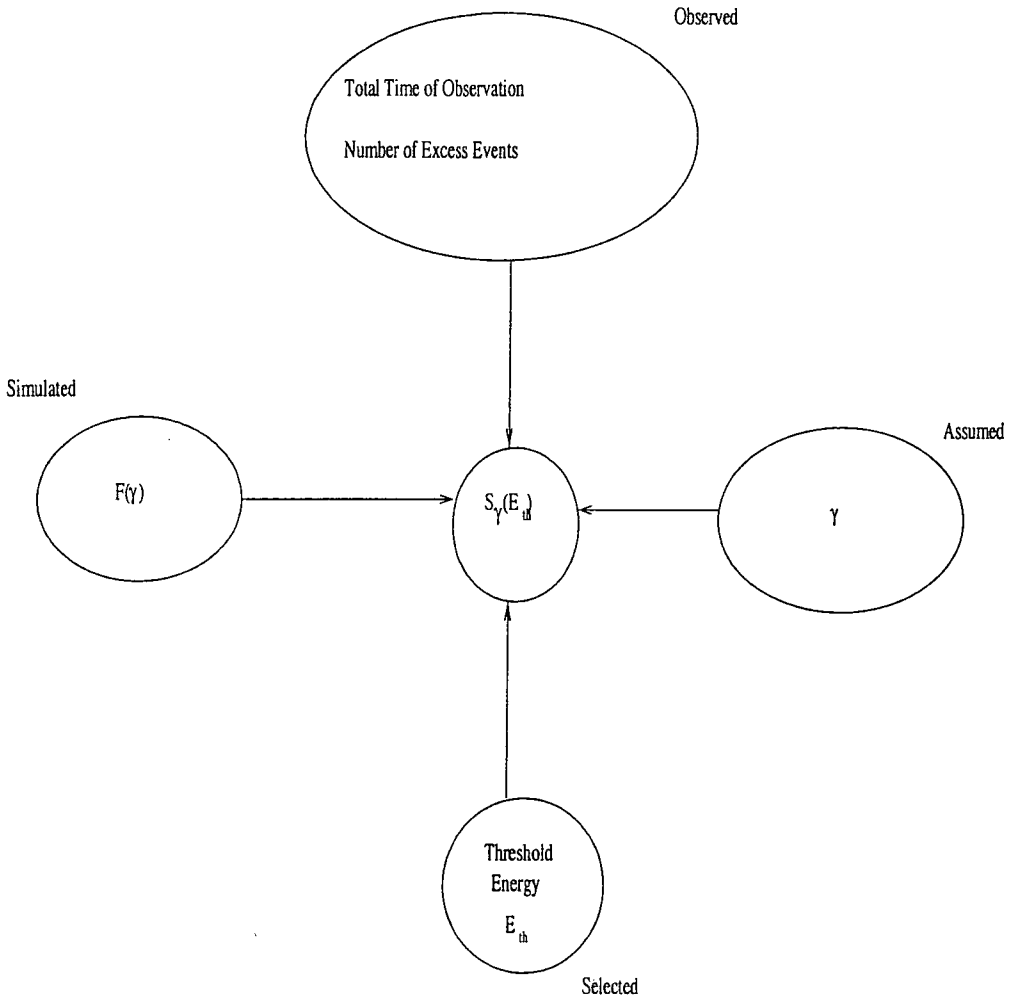 Observed
Total Time of Observation
Number of Excess Events
Simulated
Assumed
F(γ)
S_γ(E_th)
γ
Threshold
Energy
E_th
Selected